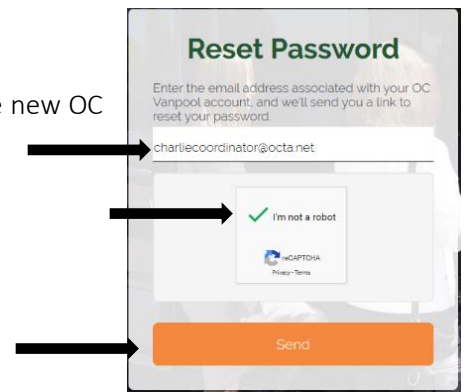 Reset Password
Enter the email address associated with your OC
Vanpool account, and we'll send you a link to
reset your password.
new OC
charliecoordinator@octa.net
I'm not a robot
reCAPTCHA
Privacy - Terms
Send